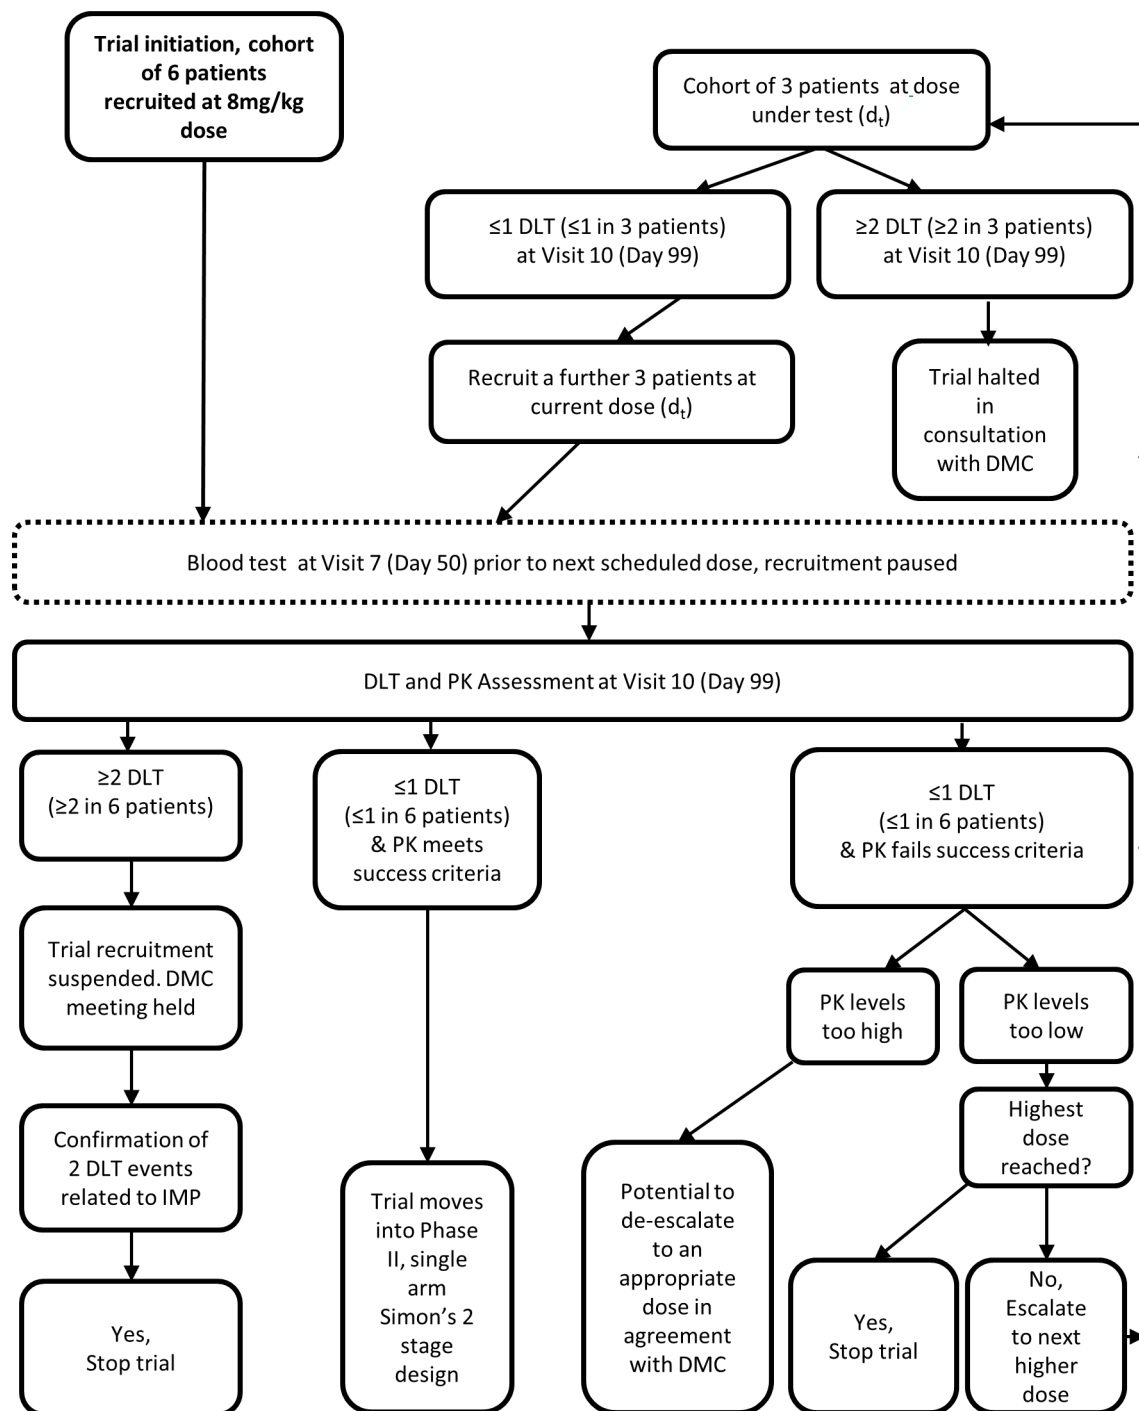 Trial initiation, cohort
of 6 patients
recruited at 8mg/kg
dose
Cohort of 3 patients at dose
under test (dₜ)
≤1 DLT (≤1 in 3 patients)
at Visit 10 (Day 99)
≥2 DLT (≥2 in 3 patients)
at Visit 10 (Day 99)
Recruit a further 3 patients at
current dose (dₜ)
Trial halted
in
consultation
with DMC
Blood test at Visit 7 (Day 50) prior to next scheduled dose, recruitment paused
DLT and PK Assessment at Visit 10 (Day 99)
≥2 DLT
(≥2 in 6 patients)
≤1 DLT
(≤1 in 6 patients)
& PK meets
success criteria
≤1 DLT
(≤1 in 6 patients)
& PK fails success criteria
Trial recruitment
suspended. DMC
meeting held
PK levels
too high
PK levels
too low
Confirmation of
2 DLT events
related to IMP
Highest
dose
reached?
Yes,
Stop trial
Trial moves
into Phase
II, single
arm
Simon’s 2
stage
design
Potential to
de-escalate
to an
appropriate
dose in
agreement
with DMC
Yes,
Stop trial
No,
Escalate
to next
higher
dose